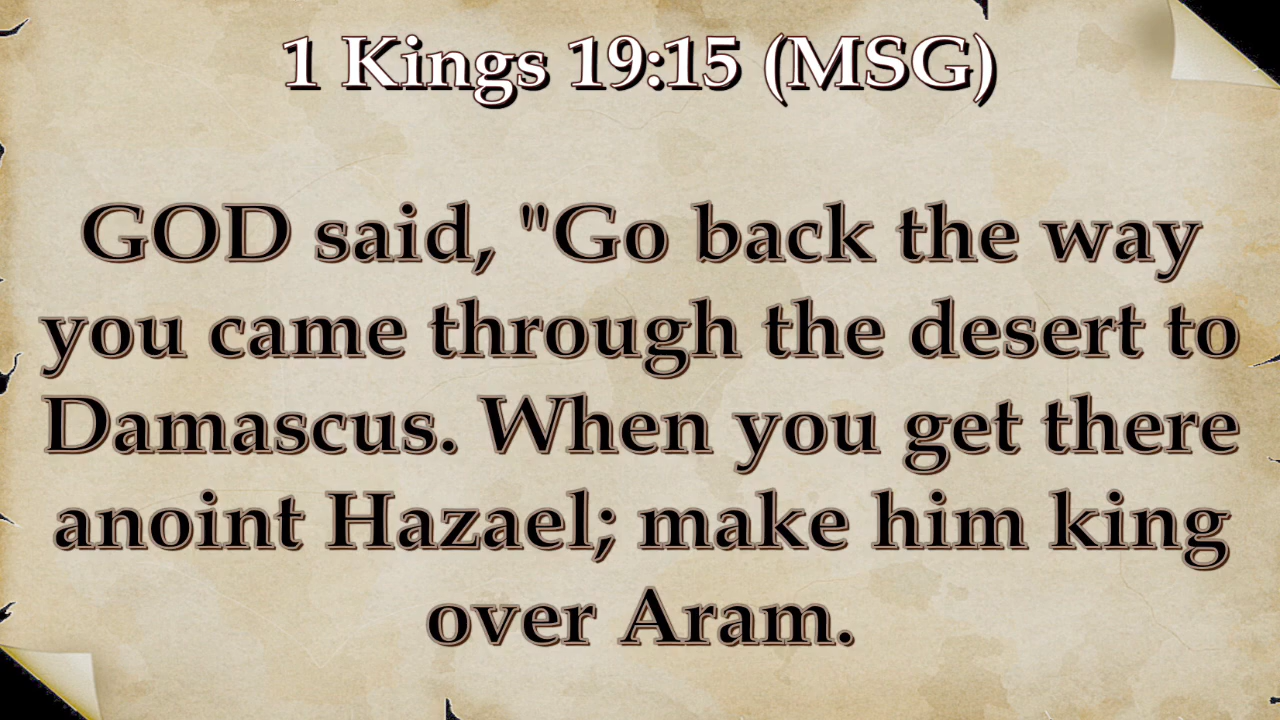 1 Kings 19:15 (MSG)
GOD said, "Go back the way
you came through the desert to
Damascus. When you get there
anoint Hazael; make him king
over Aram.